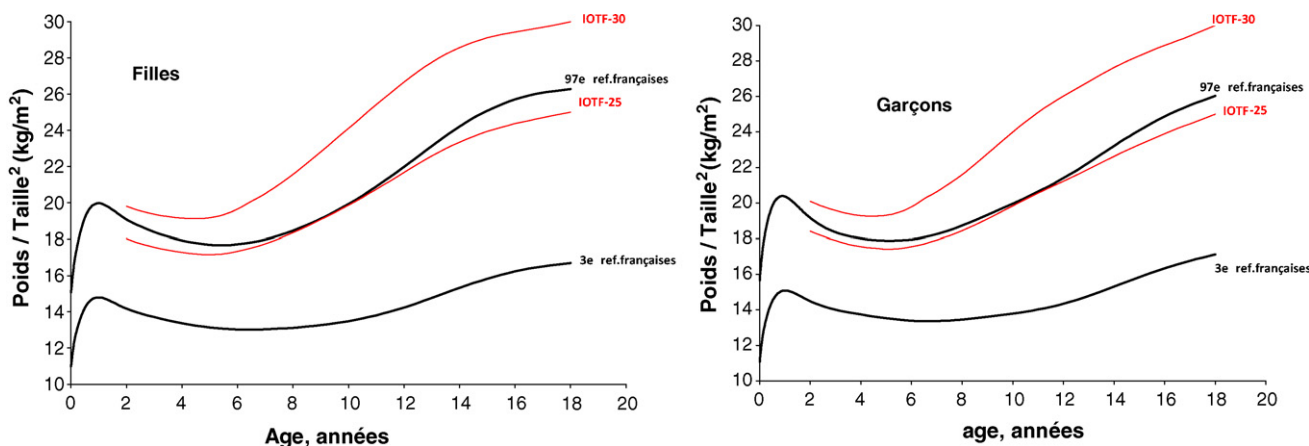 30
28
26
24
22
20
18
16
14
12
10
Poids / Taille² (kg/m²)
Filles
IOTF-30
97e ref.françaises
IOTF-25
3e ref.françaises
0 2 4 6 8 10 12 14 16 18 20
Age, années
30
28
26
24
22
20
18
16
14
12
10
Poids / Taille² (kg/m²)
Garçons
IOTF-30
97e ref.françaises
IOTF-25
3e ref.françaises
0 2 4 6 8 10 12 14 16 18 20
age, années